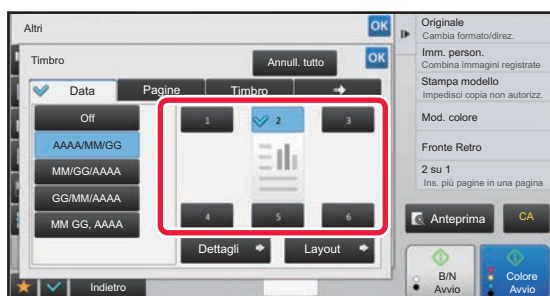 Altri
OK
Timbro
Annull. tutto
OK
Data
Pagine
Timbro
Off
AAAA/MM/GG
MM/GG/AAAA
GG/MM/AAAA
MM GG, AAAA
1
2
3
4
5
6
Dettagli
Layout
Indietro
Originale
Cambia formato/direz.
Imm. person.
Combina immagini registrate
Stampa modello
Impedisci copia non autorizz.
Mod. colore
Fronte Retro
2 su 1
Ins. più pagine in una pagina
Anteprima
CA
B/N
Avvio
Colore
Avvio